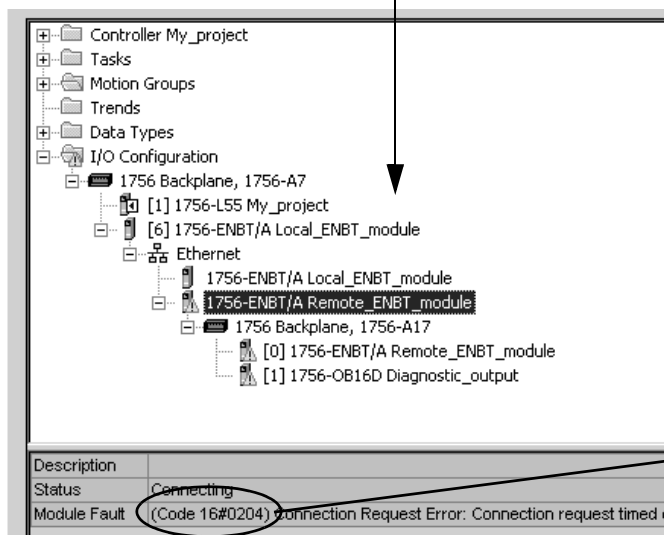 Controller My_project
Tasks
Motion Groups
Trends
Data Types
I/O Configuration
1756 Backplane, 1756-A7
[1] 1756-L55 My_project
[6] 1756-ENBT/A Local_ENBT_module
Ethernet
1756-ENBT/A Local_ENBT_module
1756-ENBT/A Remote_ENBT_module
1756 Backplane, 1756-A17
[0] 1756-ENBT/A Remote_ENBT_module
[1] 1756-OB16D Diagnostic_output
Description
Status Connecting
Module Fault (Code 16#0204) Connection Request Error: Connection request timed